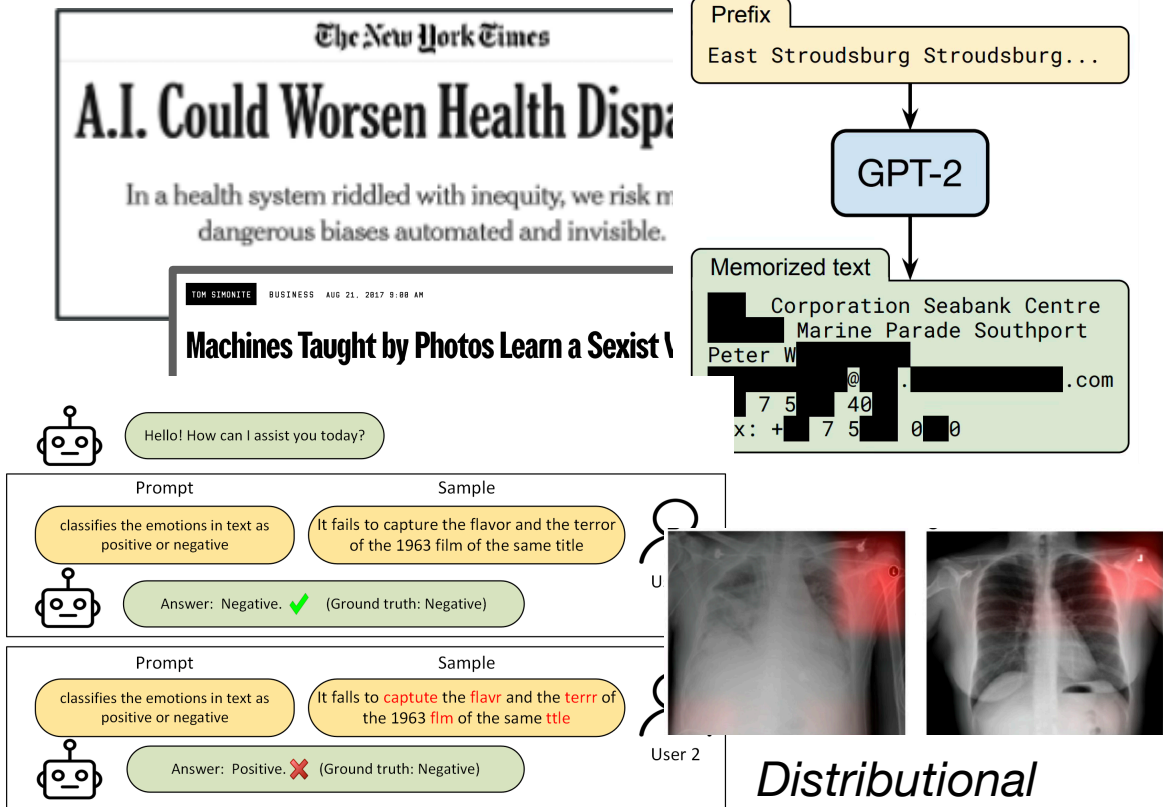 The New York Times
A.I. Could Worsen Health Dispa
In a health system riddled with inequity, we risk m
dangerous biases automated and invisible.
TOM SIMONITE BUSINESS AUG 21, 2017 9:00 AM
Machines Taught by Photos Learn a Sexist V
Prefix
East Stroudsburg Stroudsburg...
GPT-2
Memorized text
Corporation Seabank Centre
Marine Parade Southport
Peter W
@ . .com
7 5 40
x: + 7 5 0 0
Hello! How can I assist you today?
Prompt Sample
classifies the emotions in text as
positive or negative
It fails to capture the flavor and the terror
of the 1963 film of the same title
U
Answer: Negative. (Ground truth: Negative)
Prompt Sample
classifies the emotions in text as
positive or negative
It falls to captute the flavr and the terrr of
the 1963 flm of the same ttle
User 2
Answer: Positive. (Ground truth: Negative)
Distributional